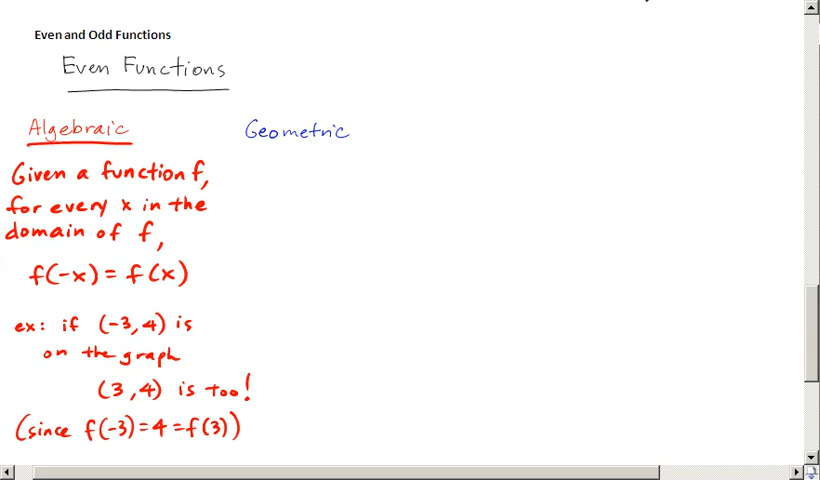 Even and Odd Functions
Even Functions
Algebraic
Geometric
Given a function f,
for every x in the
domain of f,
f(-x) = f(x)
ex: if (-3, 4) is
on the graph
(3, 4) is too!
(since f(-3) = 4 = f(3))